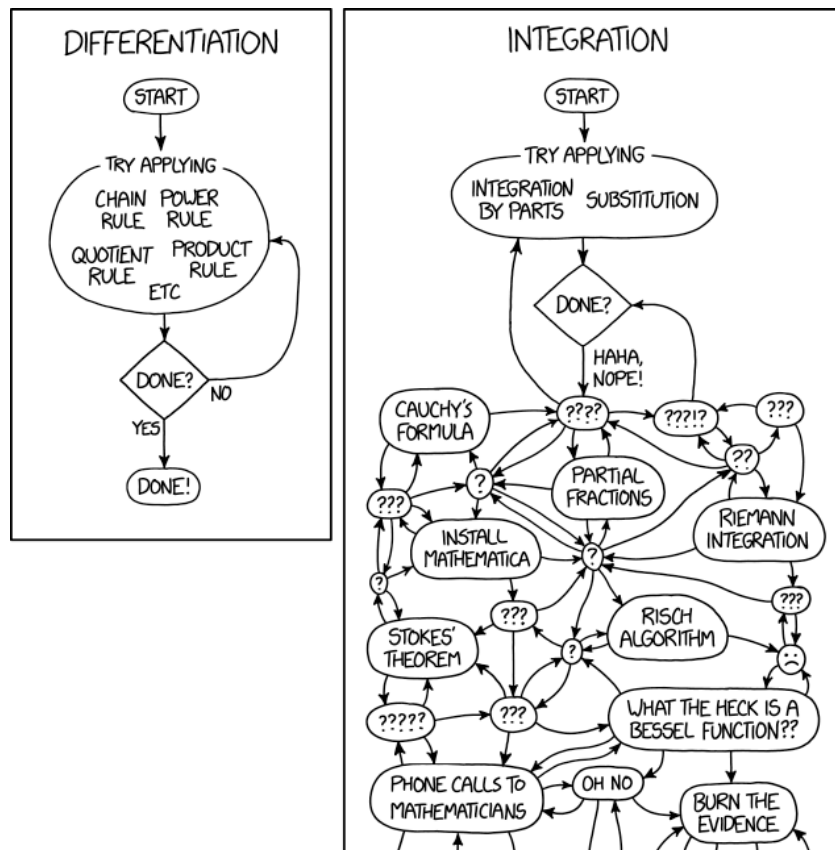 DIFFERENTIATION
START
TRY APPLYING
CHAIN
RULE
POWER
RULE
QUOTIENT
RULE
PRODUCT
RULE
ETC
DONE?
NO
YES
DONE!
INTEGRATION
START
TRY APPLYING
INTEGRATION
BY PARTS
SUBSTITUTION
DONE?
HAHA,
NOPE!
CAUCHY'S
FORMULA
????
???!?
???
??
?
PARTIAL
FRACTIONS
???
INSTALL
MATHEMATICA
RIEMANN
INTEGRATION
?
?
???
???
STOKES'
THEOREM
?
RISCH
ALGORITHM
?????
???
WHAT THE HECK IS A
BESSEL FUNCTION??
PHONE CALLS TO
MATHEMATICIANS
OH NO
BURN THE
EVIDENCE